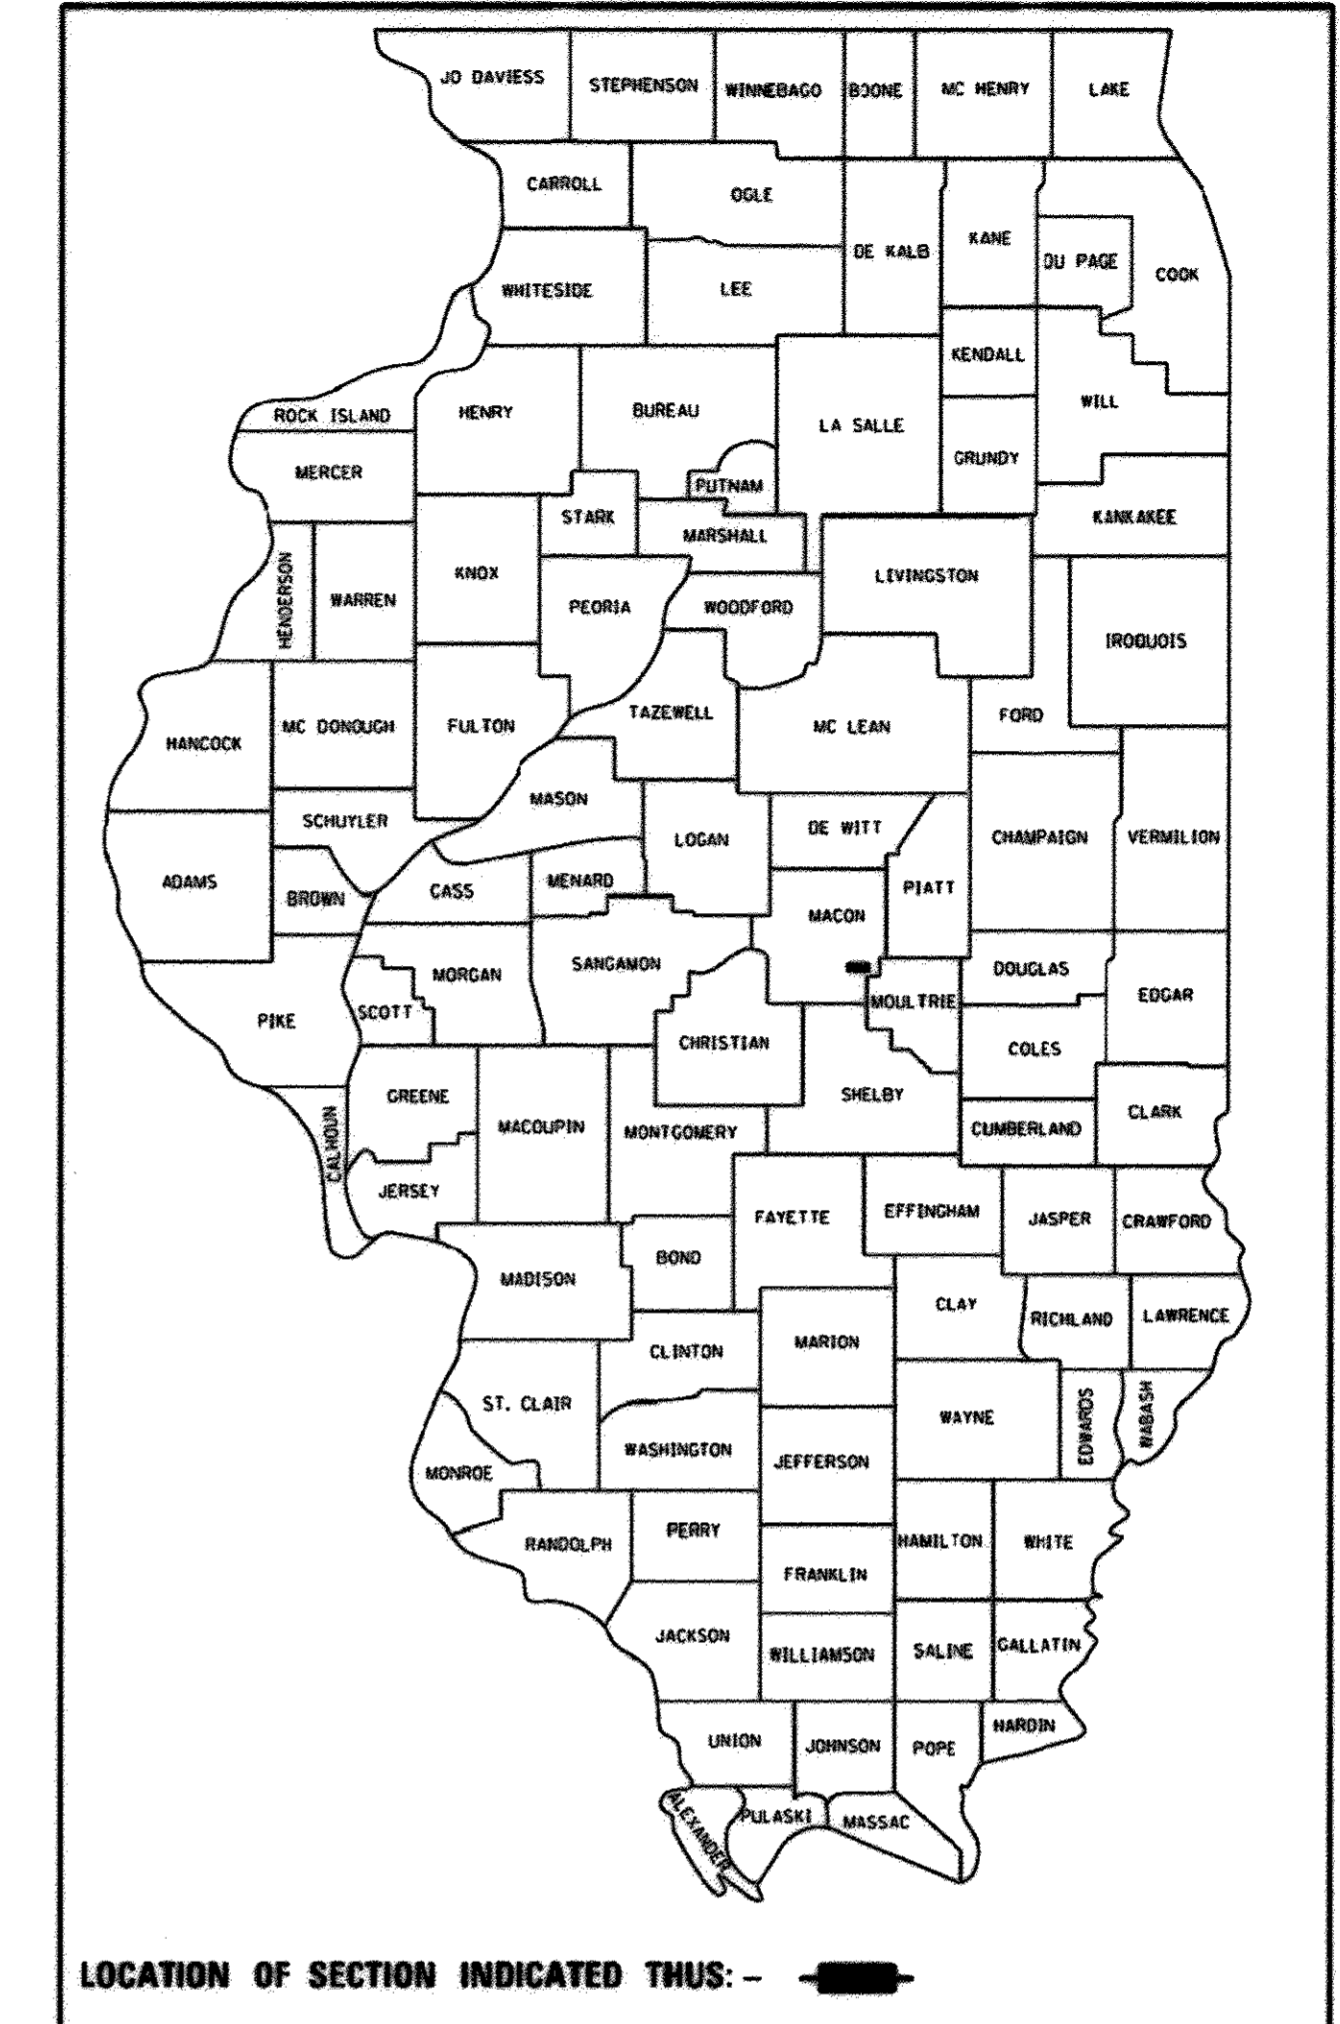 JO DAVIESS
STEPHENSON
WINNEBAGO
BOONE
MC HENRY
LAKE
CARROLL
OGLE
DE KALB
KANE
DU PAGE
COOK
WHITESIDE
LEE
KENDALL
WILL
ROCK ISLAND
HENRY
BUREAU
LA SALLE
GRUNDY
MERCER
PUTNAM
KANKAKEE
STARK
MARSHALL
HENDERSON
WARREN
KNOX
PEORIA
WOODFORD
LIVINGSTON
IROQUOIS
HANCOCK
MC DONOUGH
FULTON
TAZEWELL
MC LEAN
FORD
MASON
SCHUYLER
LOGAN
DE WITT
CHAMPAIGN
VERMILION
ADAMS
BROWN
CASS
MENARD
PIATT
MACON
MORGAN
SANGAMON
DOUGLAS
EDGAR
PIKE
SCOTT
MOULTRIE
CHRISTIAN
COLES
GREENE
SHELBY
CALHOUN
MACOUPIN
MONTGOMERY
CUMBERLAND
CLARK
JERSEY
FAYETTE
EFFINGHAM
JASPER
CRAWFORD
BOND
MADISON
CLAY
RICHLAND
LAWRENCE
CLINTON
MARION
ST. CLAIR
WAYNE
EDWARDS
WABASH
WASHINGTON
JEFFERSON
MONROE
RANDOLPH
PERRY
HAMILTON
WHITE
FRANKLIN
JACKSON
WILLIAMSON
SALINE
GALLATIN
UNION
JOHNSON
POPE
HARDIN
ALEXANDER
PULASKI
MASSAC
LOCATION OF SECTION INDICATED THUS: –